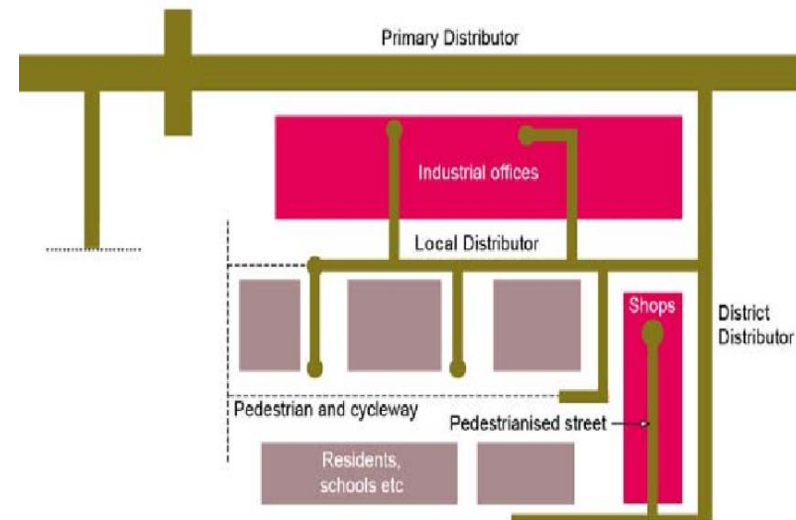 Primary Distributor
Industrial offices
Local Distributor
Shops
District
Distributor
Pedestrian and cycleway
Pedestrianised street
Residents,
schools etc